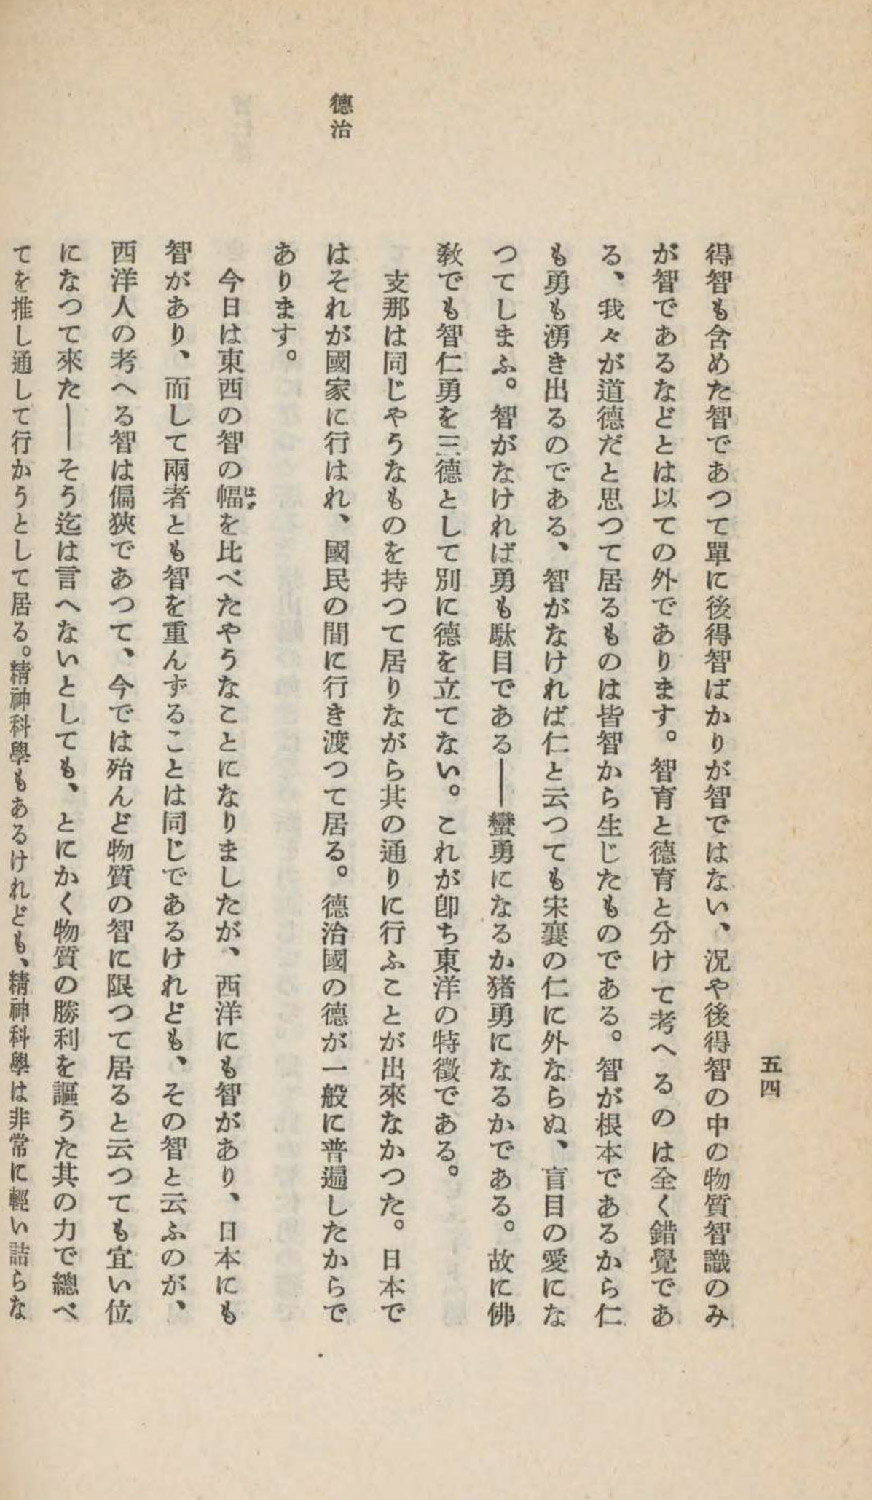 五四
得智も含めた智であつて單に後得智ばかりが智ではない、況や後得智の中の物質智識のみ
が智であるなどとは以ての外であります。智育と德育と分けて考へるのは全く錯覺であ
る、我々が道德だと思つて居るものは皆智から生じたものである。智が根本であるから仁
も勇も湧き出るのである、智がなければ仁と云つても宋襄の仁に外ならぬ、盲目の愛にな
つてしまふ。智がなければ勇も駄目である——蠻勇になるか猪勇になるかである。故に佛
教でも智仁勇を三德として別に德を立てない。これが卽ち東洋の特徵である。
支那は同じやうなものを持つて居りながら其の通りに行ふことが出來なかつた。日本で
德治
はそれが國家に行はれ、國民の間に行き渡つて居る。德治國の德が一般に普遍したからで
あります。
今日は東西の智の幅を比べたやうなことになりましたが、西洋にも智があり、日本にも
はゞ
智があり、而して兩者とも智を重んずることは同じであるけれども、その智と云ふのが、
西洋人の考へる智は偏狹であつて、今では殆んど物質の智に限つて居ると云つても宜い位
になつて來た——そう迄は言へないとしても、とにかく物質の勝利を謳うた其の力で總べ
てを推し通して行かうとして居る。精神科學もあるけれども、精神科學は非常に輕い詰らな